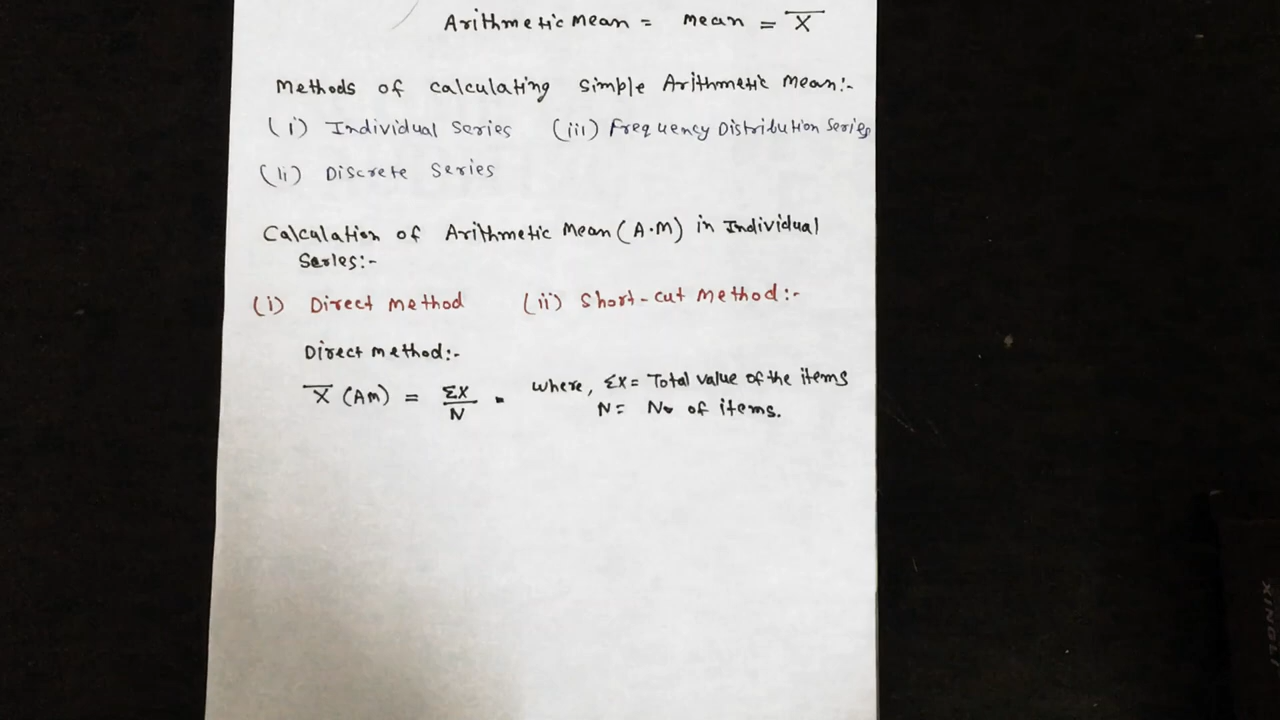 Arithmetic Mean = Mean = X̅
Methods of calculating simple Arithmetic Mean:-
(i) Individual Series (iii) Frequency Distribution Series
(ii) Discrete Series
Calculation of Arithmetic Mean (A.M) in Individual
Series:-
(i) Direct Method (ii) Short-cut Method:-
Direct method:-
X̅ (AM) = ΣX/N . where, ΣX = Total value of the items
N = No of items.